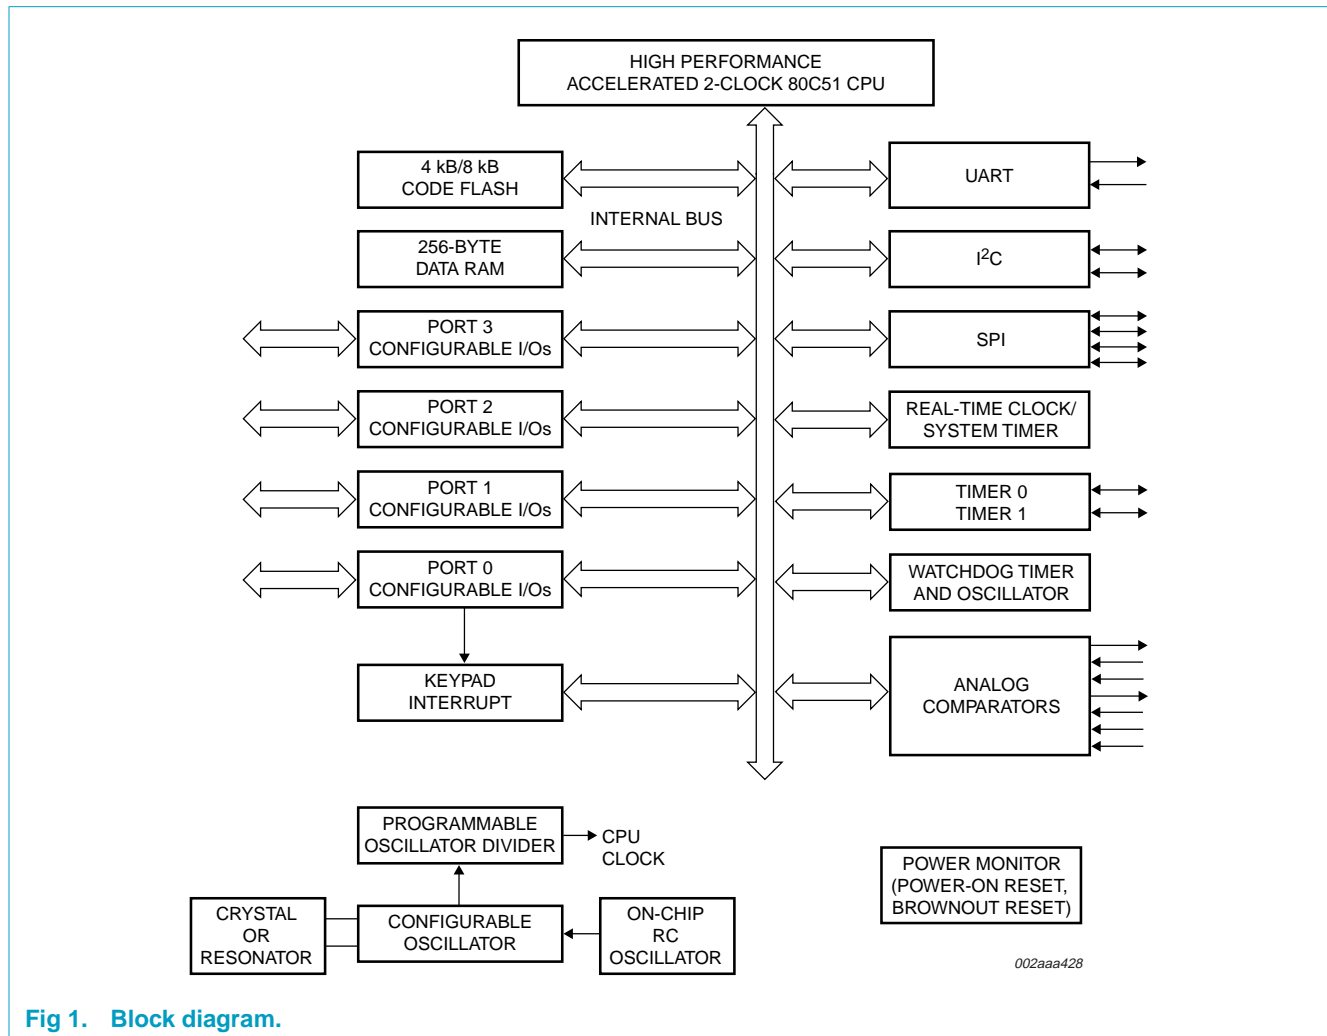 HIGH PERFORMANCE
ACCELERATED 2-CLOCK 80C51 CPU
4 kB/8 kB
CODE FLASH
UART
INTERNAL BUS
256-BYTE
DATA RAM
I²C
PORT 3
CONFIGURABLE I/Os
SPI
PORT 2
CONFIGURABLE I/Os
REAL-TIME CLOCK/
SYSTEM TIMER
PORT 1
CONFIGURABLE I/Os
TIMER 0
TIMER 1
PORT 0
CONFIGURABLE I/Os
WATCHDOG TIMER
AND OSCILLATOR
KEYPAD
INTERRUPT
ANALOG
COMPARATORS
PROGRAMMABLE
OSCILLATOR DIVIDER
CPU
CLOCK
POWER MONITOR
(POWER-ON RESET,
BROWNOUT RESET)
CRYSTAL
OR
RESONATOR
CONFIGURABLE
OSCILLATOR
ON-CHIP
RC
OSCILLATOR
002aaa428
Fig 1. Block diagram.